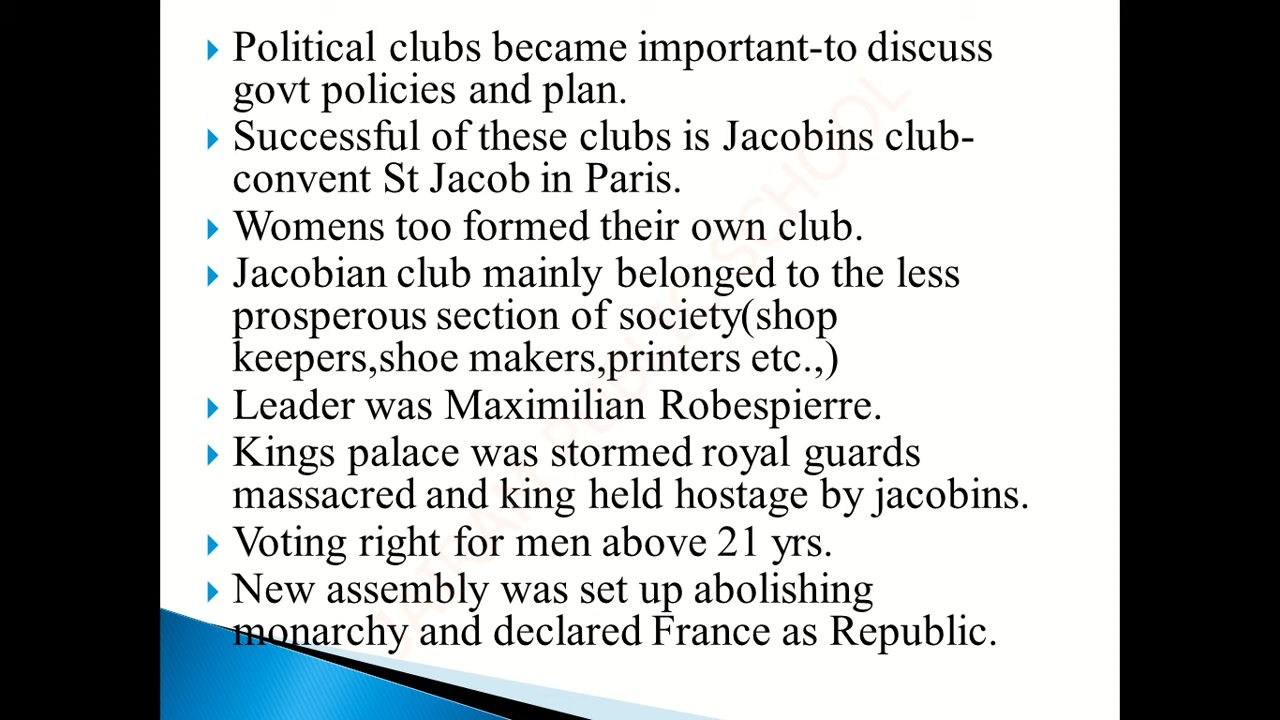 Political clubs became important-to discuss
govt policies and plan.
Successful of these clubs is Jacobins club-
convent St Jacob in Paris.
Womens too formed their own club.
Jacobian club mainly belonged to the less
prosperous section of society(shop
keepers,shoe makers,printers etc.,)
Leader was Maximilian Robespierre.
Kings palace was stormed royal guards
massacred and king held hostage by jacobins.
Voting right for men above 21 yrs.
New assembly was set up abolishing
monarchy and declared France as Republic.
SCHOOL